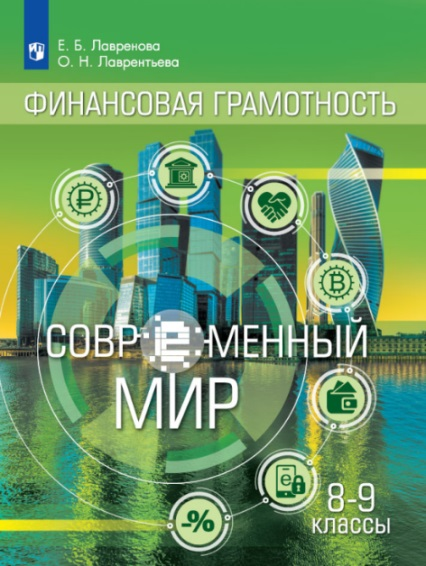 Е. Б. Лавренова
О. Н. Лаврентьева
ФИНАНСОВАЯ ГРАМОТНОСТЬ
СОВРЕМЕННЫЙ
МИР
-%
8-9
классы